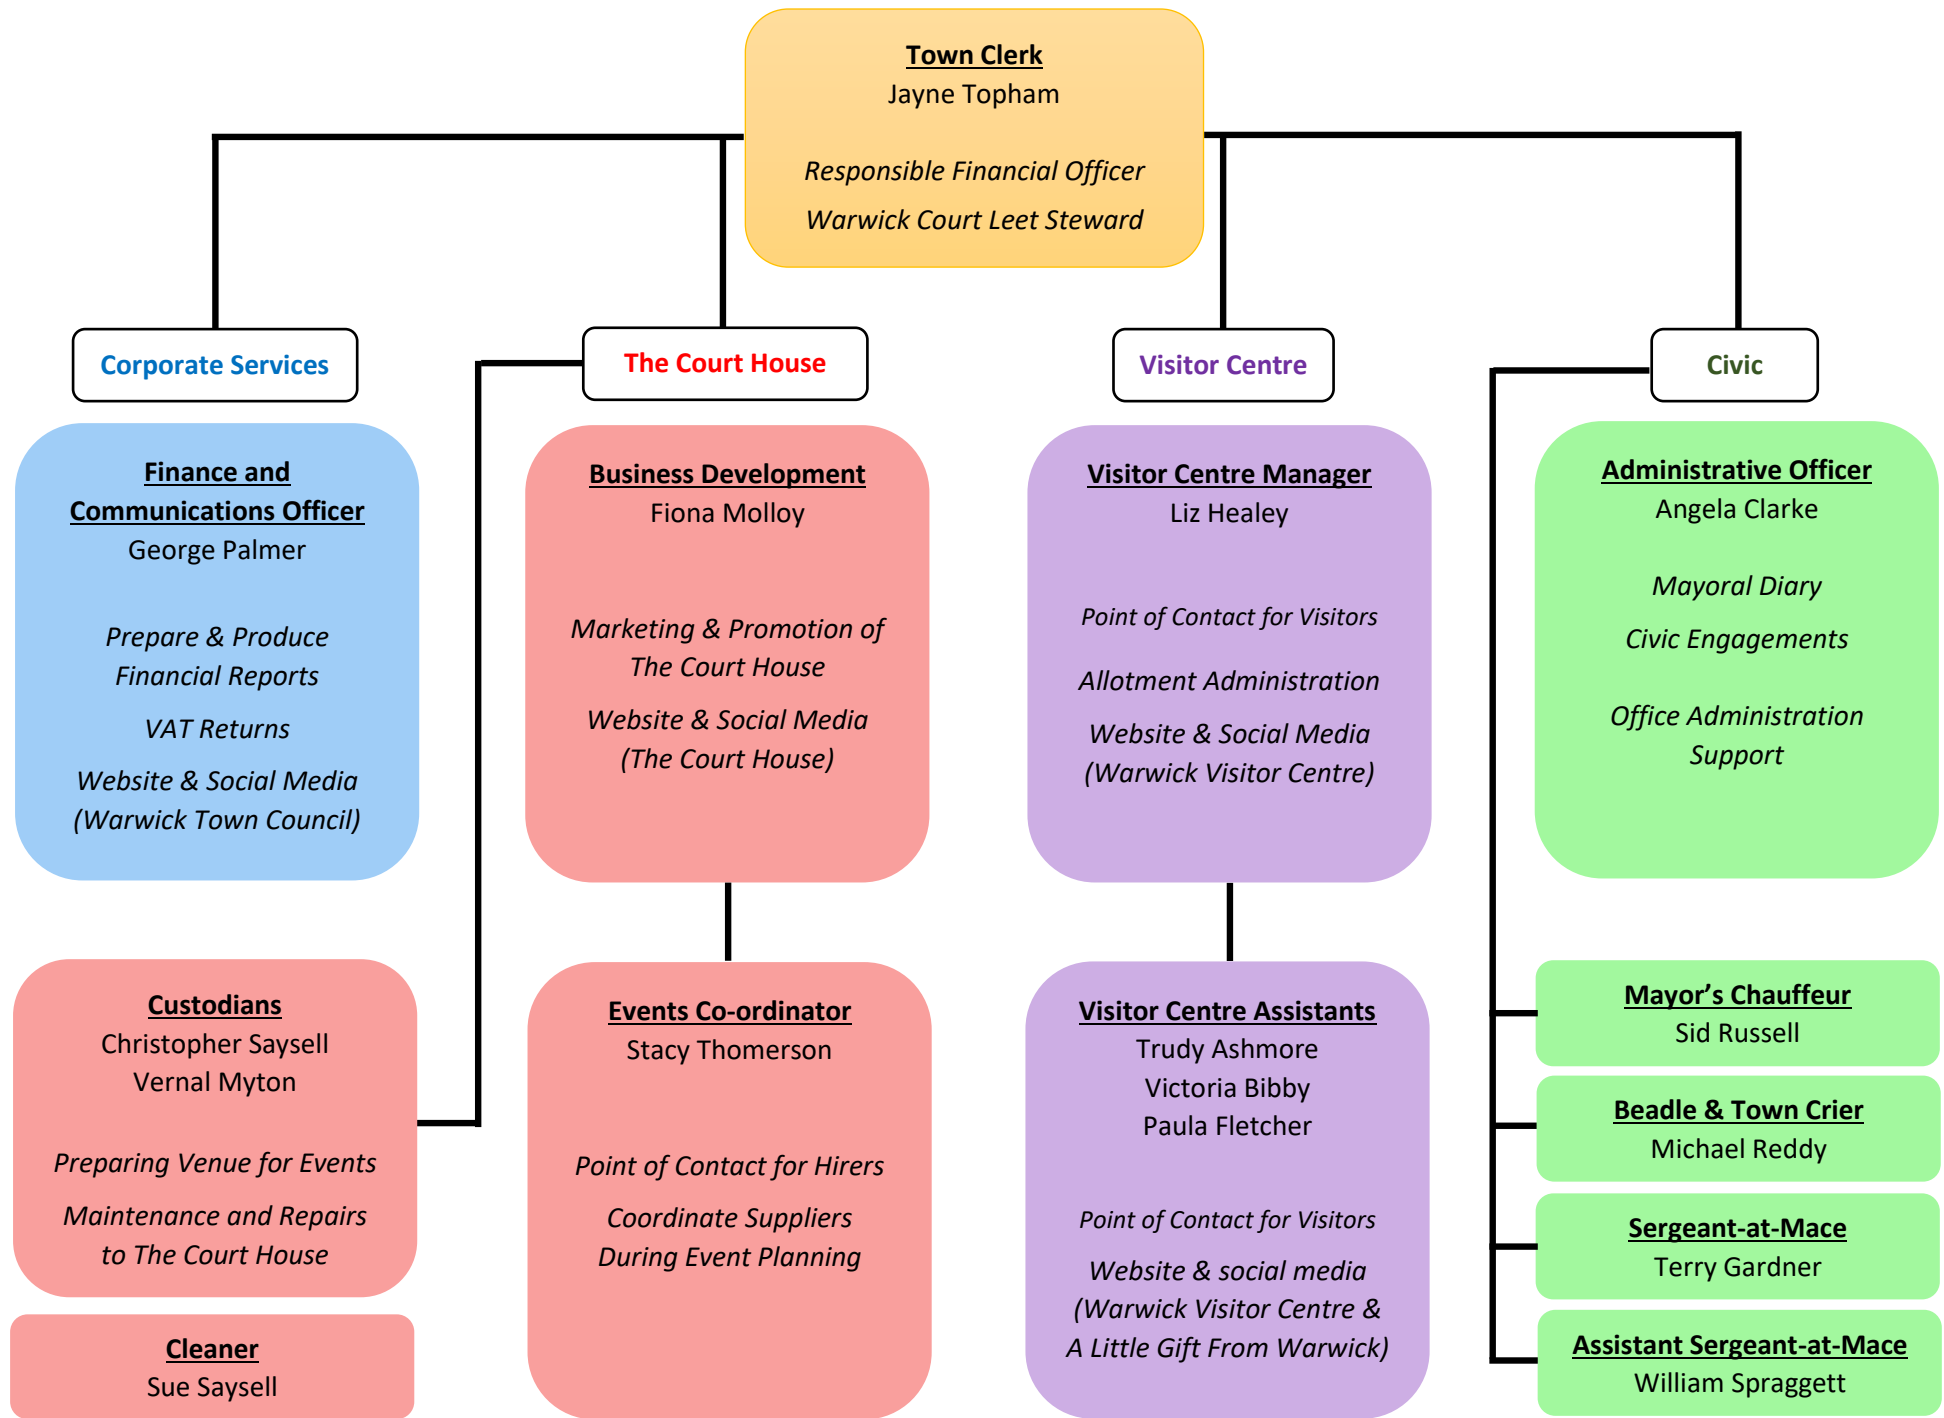 Town Clerk
Jayne Topham
Responsible Financial Officer
Warwick Court Leet Steward
Corporate Services
The Court House
Visitor Centre
Civic
Finance and
Communications Officer
George Palmer
Prepare & Produce
Financial Reports
VAT Returns
Website & Social Media
(Warwick Town Council)
Business Development
Fiona Molloy
Marketing & Promotion of
The Court House
Website & Social Media
(The Court House)
Visitor Centre Manager
Liz Healey
Point of Contact for Visitors
Allotment Administration
Website & Social Media
(Warwick Visitor Centre)
Administrative Officer
Angela Clarke
Mayoral Diary
Civic Engagements
Office Administration
Support
Custodians
Christopher Saysell
Vernal Myton
Preparing Venue for Events
Maintenance and Repairs
to The Court House
Cleaner
Sue Saysell
Events Co-ordinator
Stacy Thomerson
Point of Contact for Hirers
Coordinate Suppliers
During Event Planning
Visitor Centre Assistants
Trudy Ashmore
Victoria Bibby
Paula Fletcher
Point of Contact for Visitors
Website & social media
(Warwick Visitor Centre &
A Little Gift From Warwick)
Mayor’s Chauffeur
Sid Russell
Beadle & Town Crier
Michael Reddy
Sergeant-at-Mace
Terry Gardner
Assistant Sergeant-at-Mace
William Spraggett